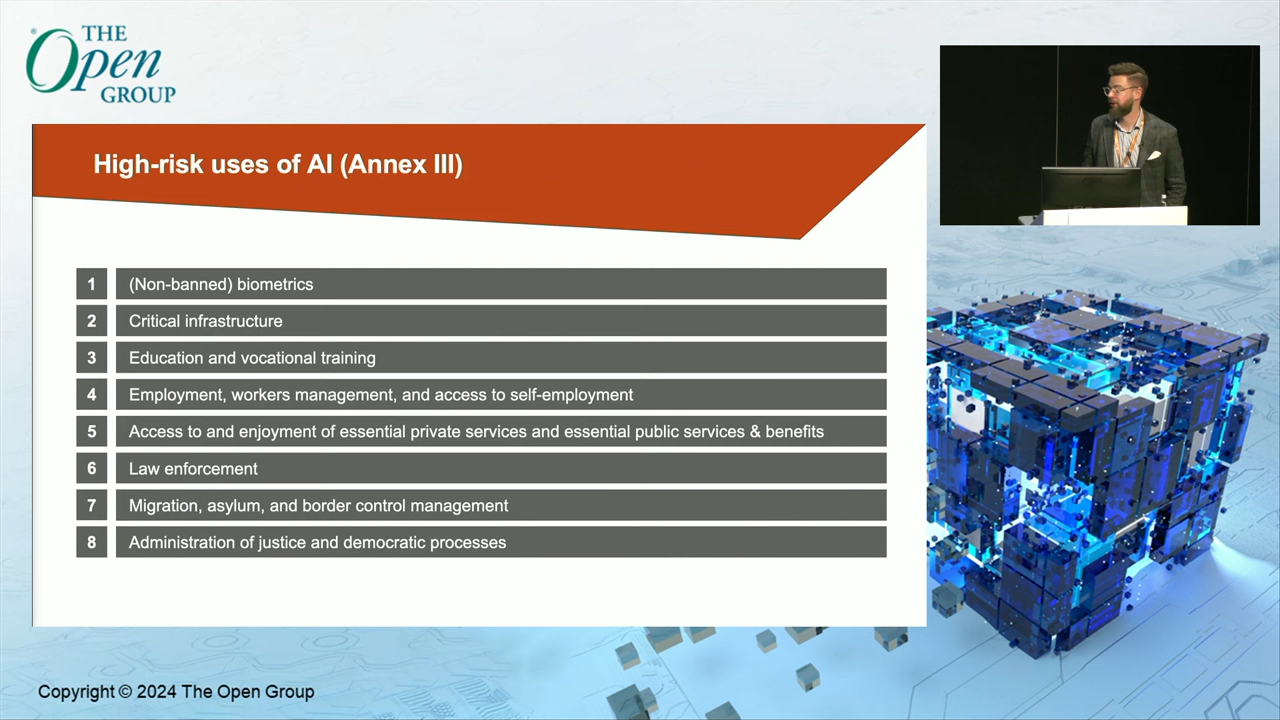 THE
Open
GROUP
High-risk uses of AI (Annex III)
1 (Non-banned) biometrics
2 Critical infrastructure
3 Education and vocational training
4 Employment, workers management, and access to self-employment
5 Access to and enjoyment of essential private services and essential public services & benefits
6 Law enforcement
7 Migration, asylum, and border control management
8 Administration of justice and democratic processes
Copyright © 2024 The Open Group